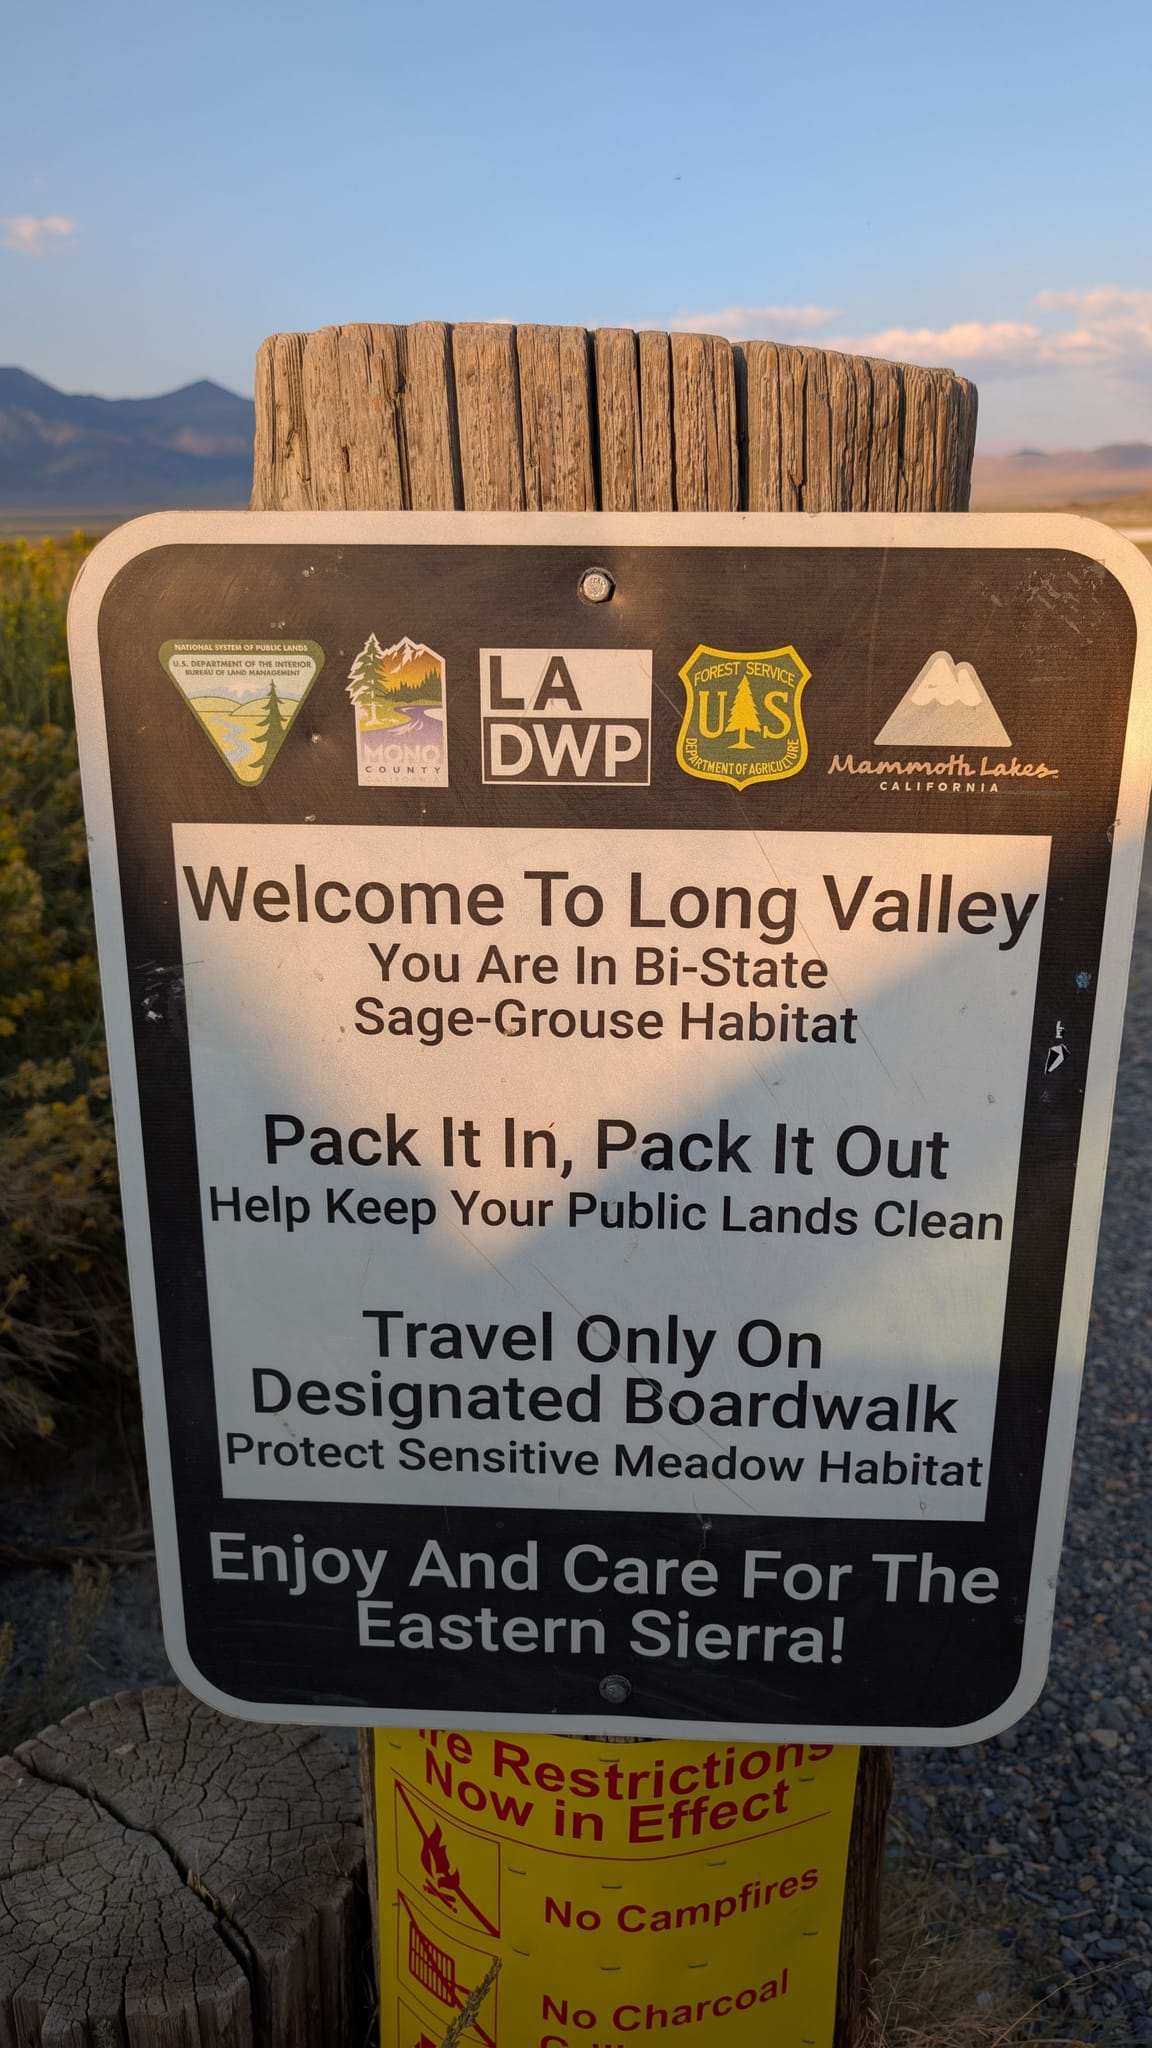 NATIONAL SYSTEM OF PUBLIC LANDS
U.S. DEPARTMENT OF THE INTERIOR
BUREAU OF LAND MANAGEMENT
MONO
COUNTY
CALIFORNIA
LA
DWP
FOREST SERVICE
US
DEPARTMENT OF AGRICULTURE
Mammoth Lakes
CALIFORNIA
Welcome To Long Valley
You Are In Bi-State
Sage-Grouse Habitat
Pack It In, Pack It Out
Help Keep Your Public Lands Clean
Travel Only On
Designated Boardwalk
Protect Sensitive Meadow Habitat
Enjoy And Care For The
Eastern Sierra!
Restrictions
Now in Effect
No Campfires
No Charcoal